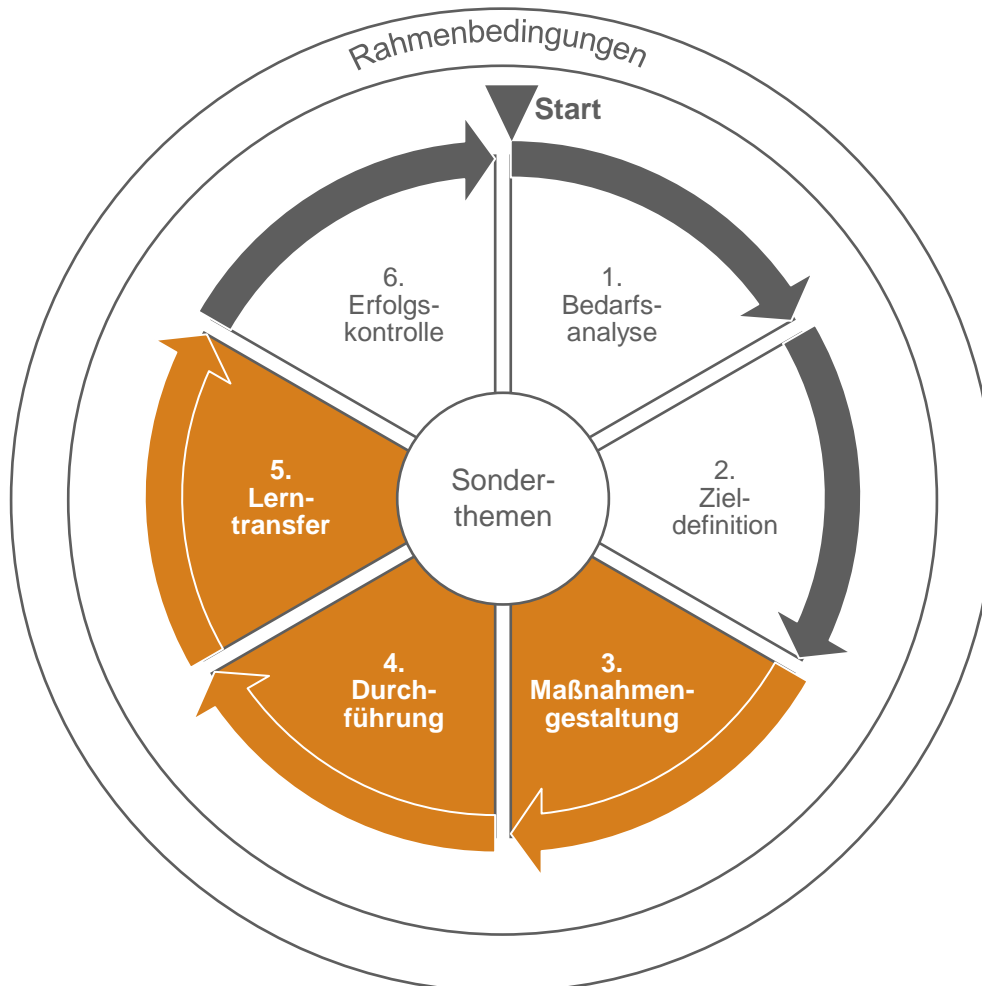 Rahmenbedingungen
Start
1.
Bedarfs-
analyse
2.
Ziel-
definition
3.
Maßnahmen-
gestaltung
4.
Durch-
führung
5.
Lern-
transfer
6.
Erfolgs-
kontrolle
Sonder-
themen